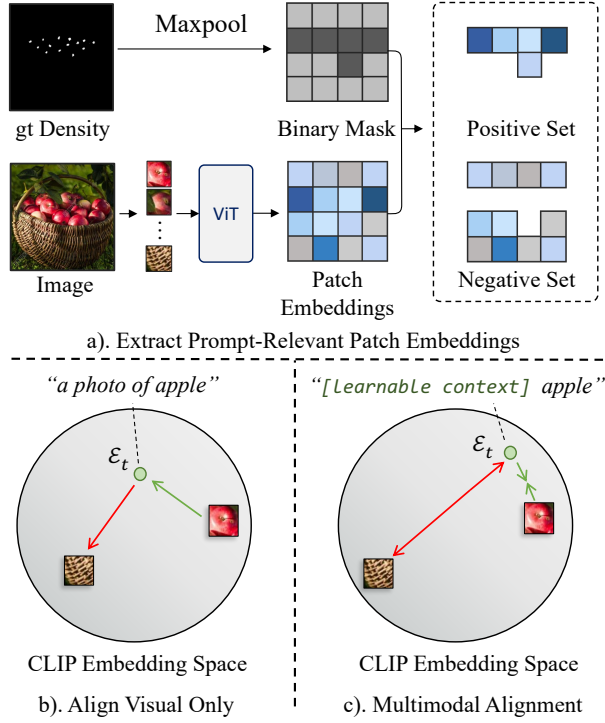 Maxpool
gt Density
Binary Mask
Positive Set
ViT
Image
Patch
Embeddings
Negative Set
a). Extract Prompt-Relevant Patch Embeddings
“a photo of apple”
“[learnable context] apple”
ℰt
ℰt
CLIP Embedding Space
CLIP Embedding Space
b). Align Visual Only
c). Multimodal Alignment